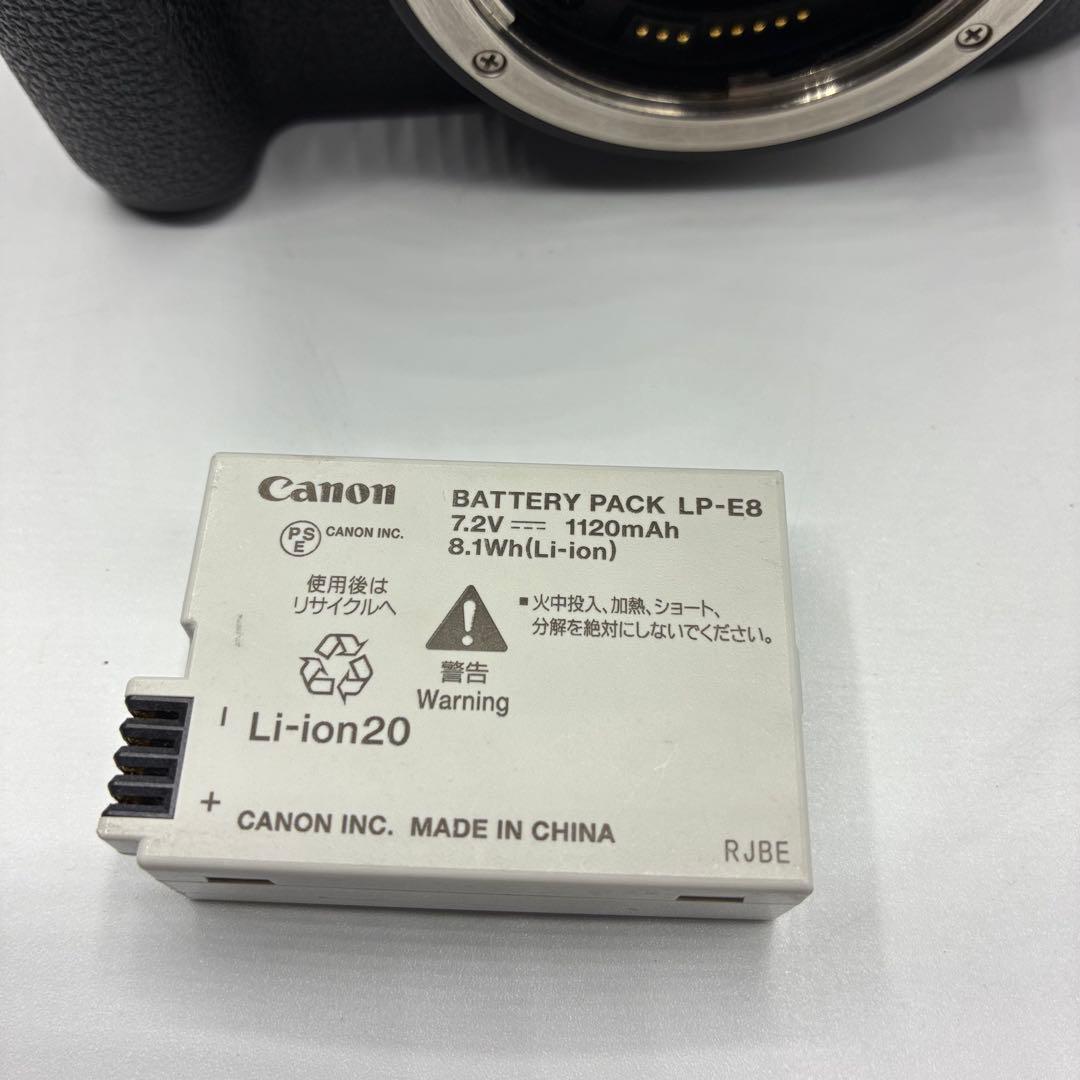 Canon
BATTERY PACK LP-E8
7.2V ⎓ 1120mAh
8.1Wh(Li-ion)
PS
E
CANON INC.
使用後は
リサイクルへ
■火中投入、加熱、ショート、
分解を絶対にしないでください。
警告
Warning
Li-ion20
−
+
CANON INC. MADE IN CHINA
RJBE